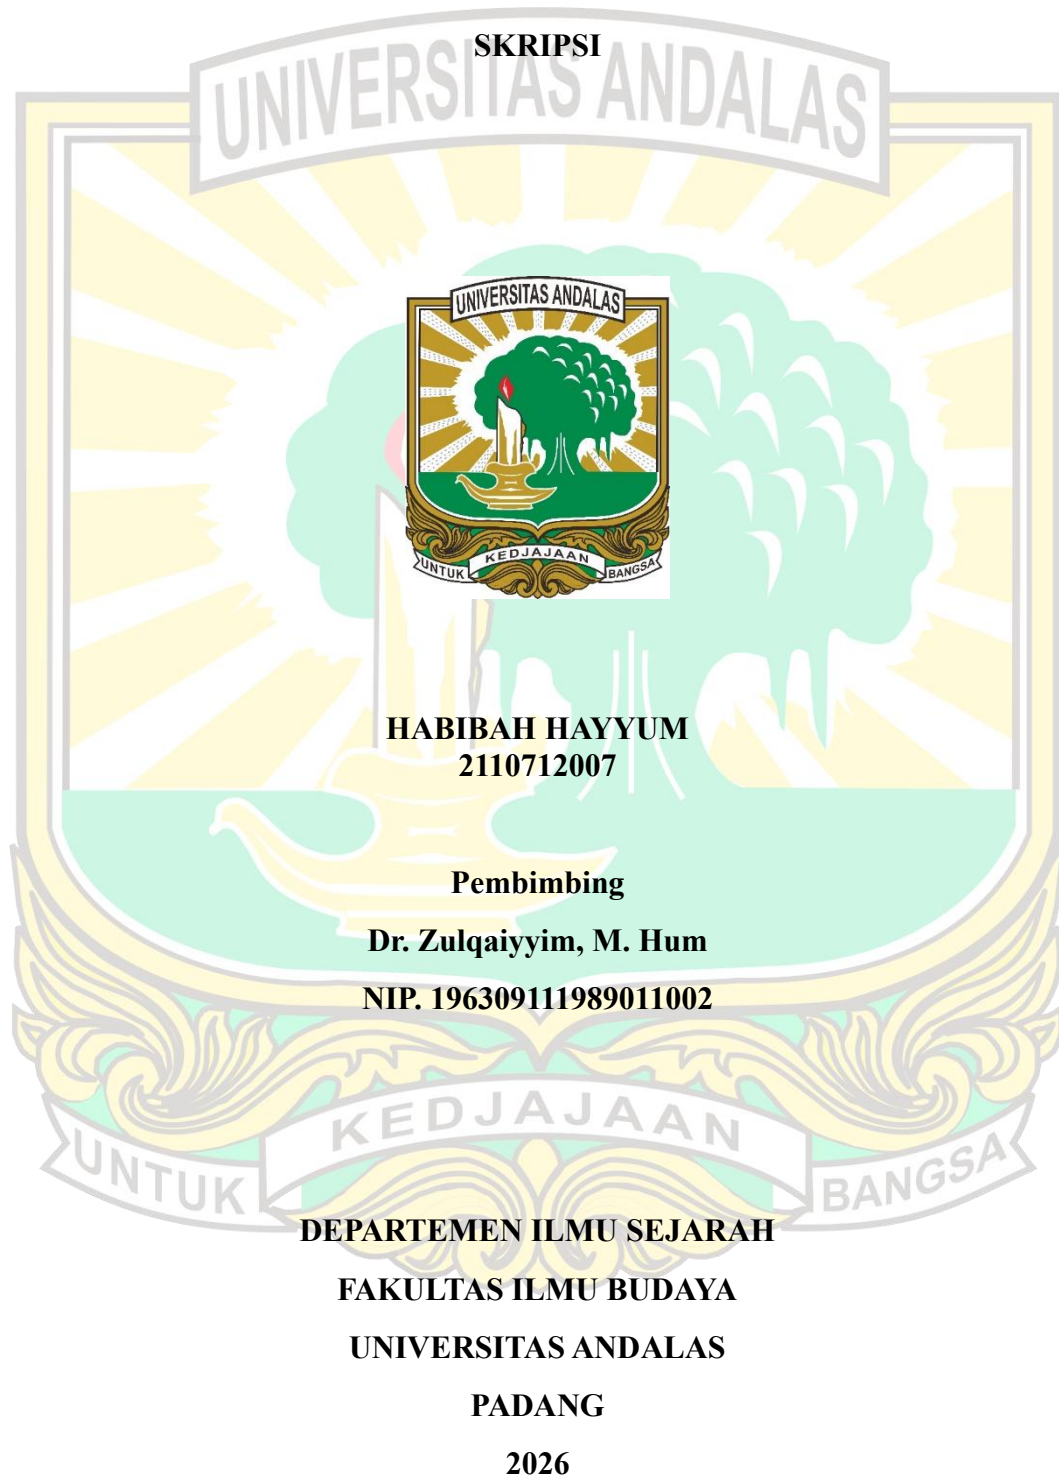 SKRIPSI
UNIVERSITAS ANDALAS
UNIVERSITAS ANDALAS
UNTUK KEDJAJAAN BANGSA
HABIBAH HAYYUM
2110712007
Pembimbing
Dr. Zulqaiyyim, M. Hum
NIP. 196309111989011002
UNTUK KEDJAJAAN BANGSA
DEPARTEMEN ILMU SEJARAH
FAKULTAS ILMU BUDAYA
UNIVERSITAS ANDALAS
PADANG
2026